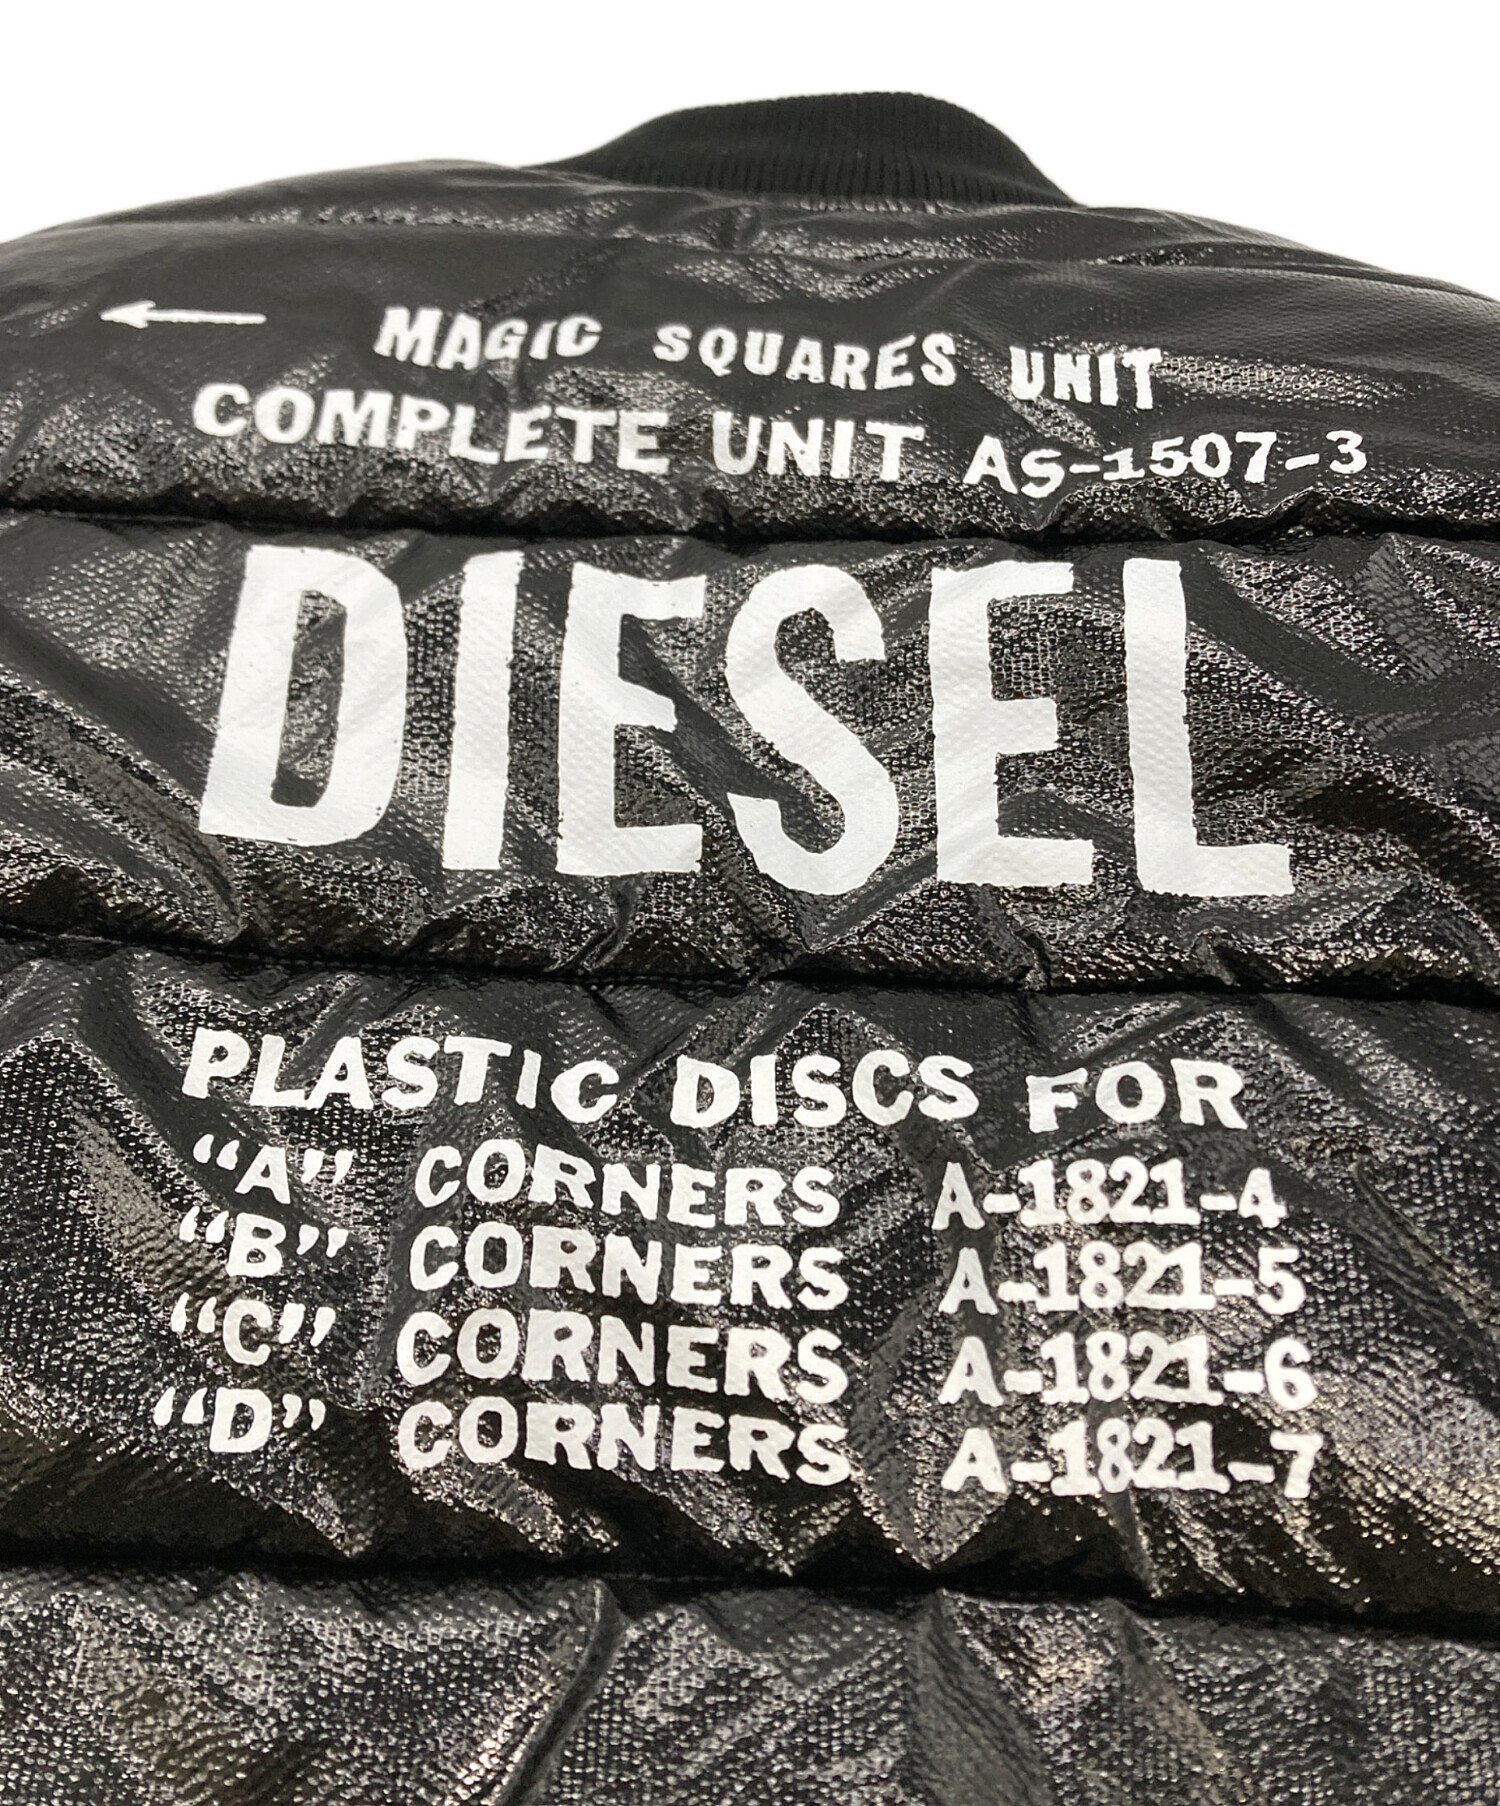 ← MAGIC SQUARES UNIT
COMPLETE UNIT AS-1507-3
DIESEL
PLASTIC DISCS FOR
“A” CORNERS A-1821-4
“B” CORNERS A-1821-5
“C” CORNERS A-1821-6
“D” CORNERS A-1821-7